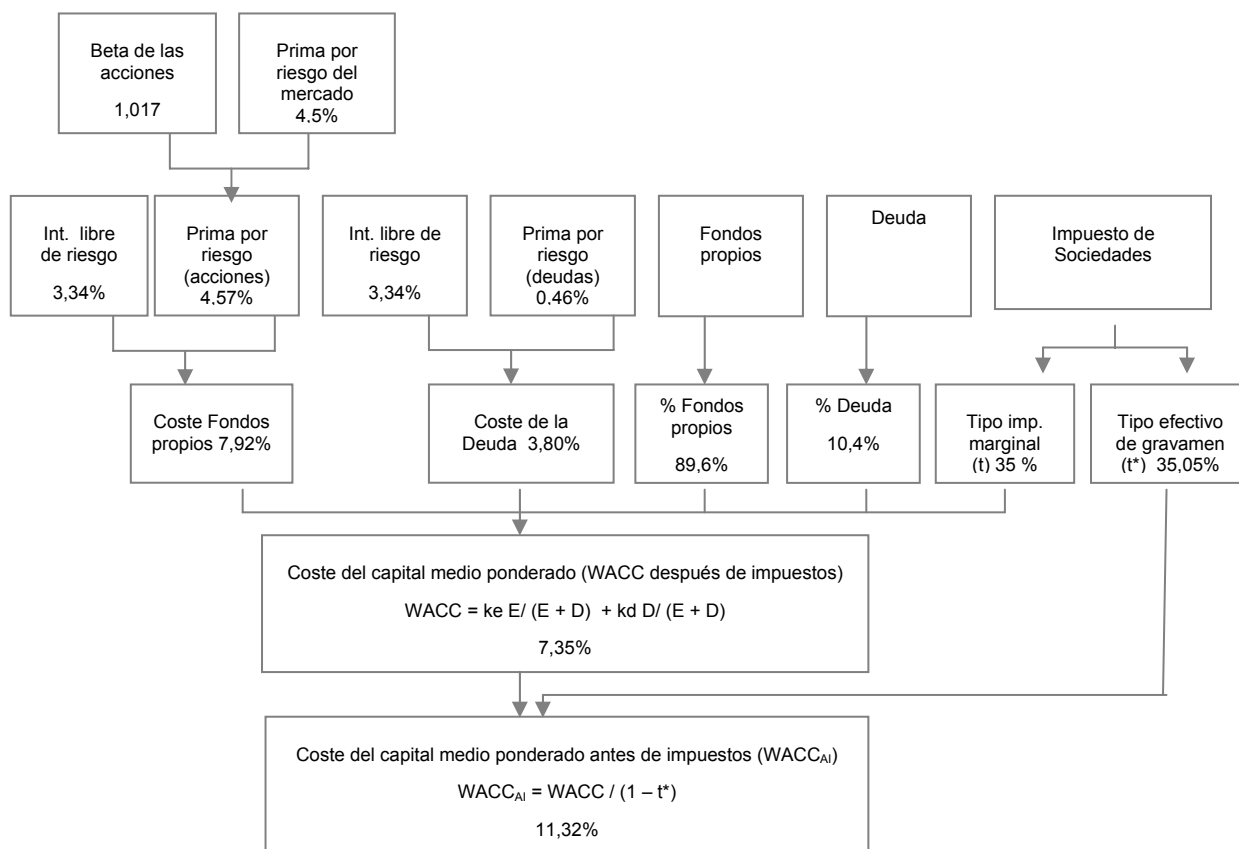 Beta de las
acciones
1,017
Prima por
riesgo del
mercado
4,5%
Int. libre
de riesgo
3,34%
Prima por
riesgo
(acciones)
4,57%
Int. libre de
riesgo
3,34%
Prima por
riesgo
(deudas)
0,46%
Fondos
propios
Deuda
Impuesto de
Sociedades
Coste Fondos
propios 7,92%
Coste de la
Deuda 3,80%
% Fondos
propios
89,6%
% Deuda
10,4%
Tipo imp.
marginal
(t) 35 %
Tipo efectivo
de gravamen
(t*) 35,05%
Coste del capital medio ponderado (WACC después de impuestos)
WACC = ke E/ (E + D) + kd D/ (E + D)
7,35%
Coste del capital medio ponderado antes de impuestos (WACCAI)
WACCAI = WACC / (1 – t*)
11,32%